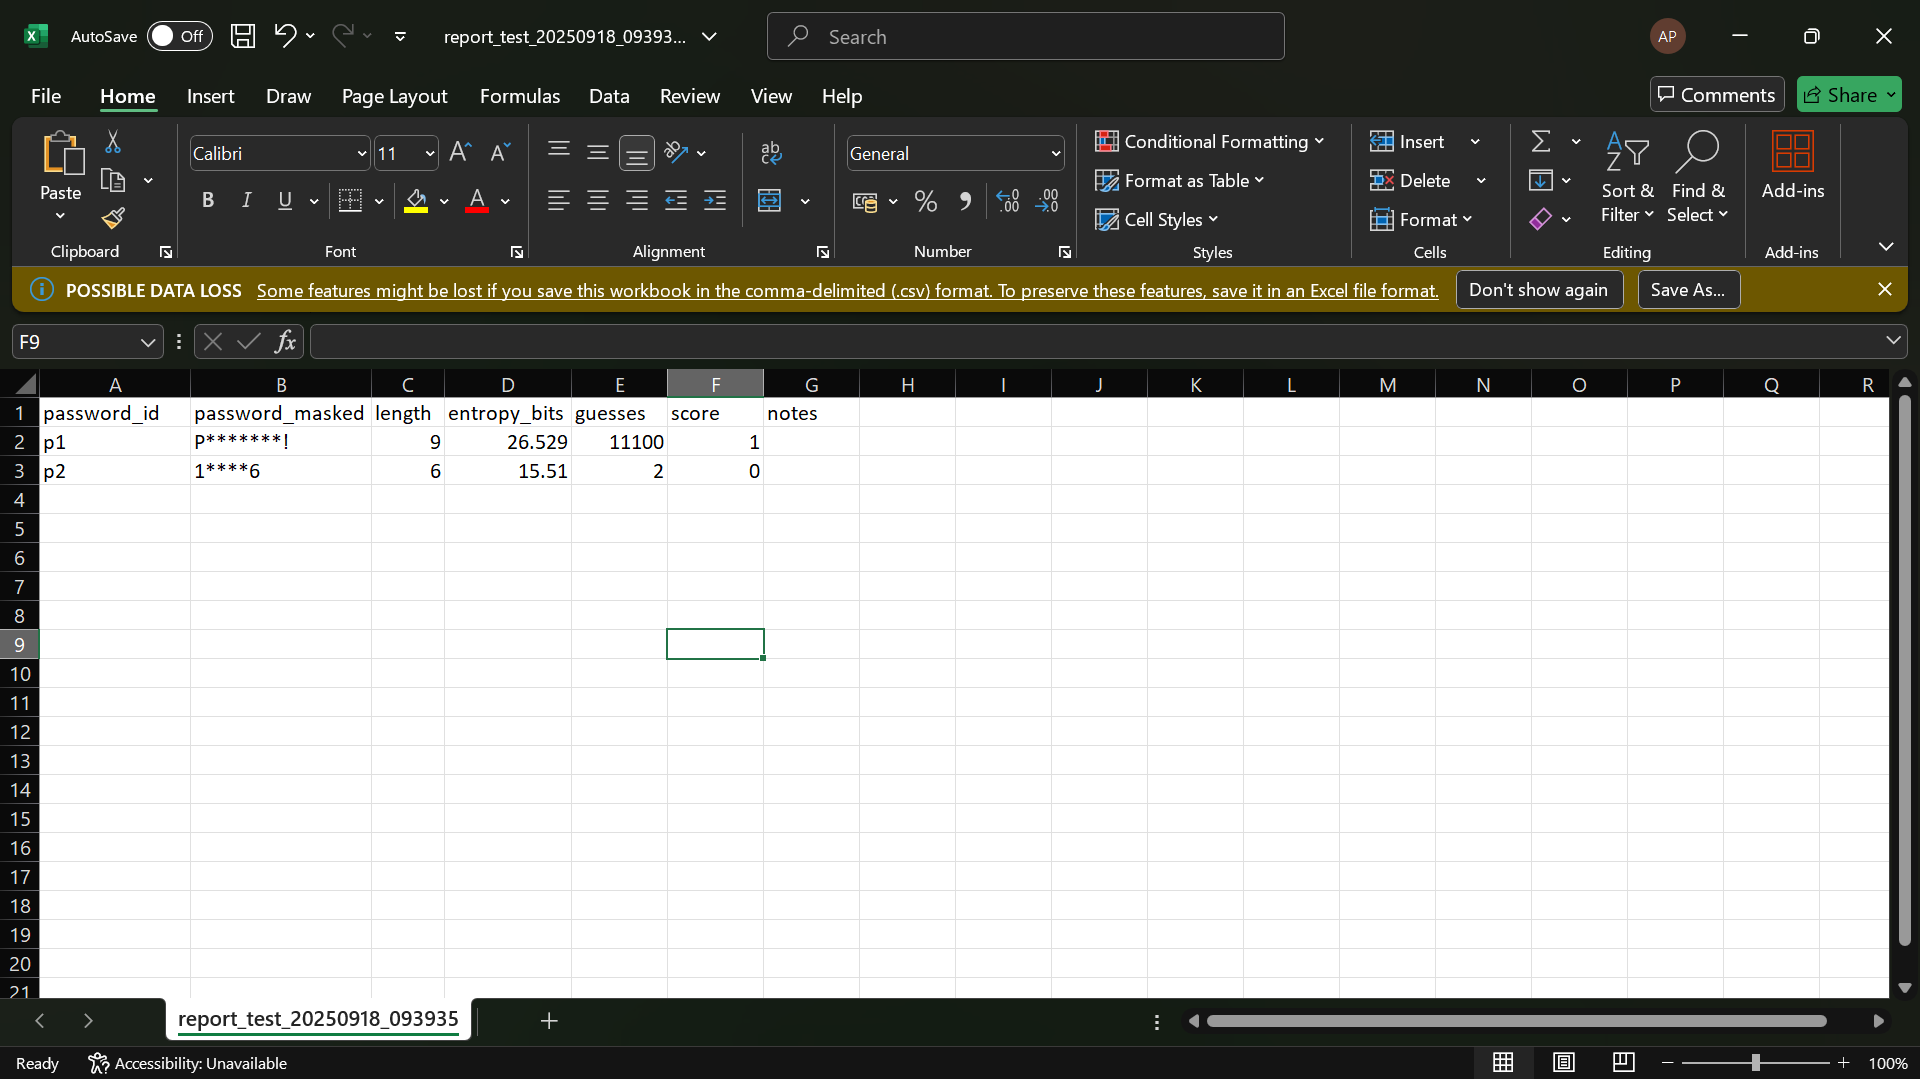 AutoSave Off report_test_20250918_09393... Search AP
File Home Insert Draw Page Layout Formulas Data Review View Help Comments Share
Paste
Clipboard
Calibri 11
B I U A
Font
ab
Alignment
General
% , .00 .00
Number
Conditional Formatting
Format as Table
Cell Styles
Styles
Insert
Delete
Format
Cells
Sort & Filter
Find & Select
Editing
Add-ins
Add-ins
POSSIBLE DATA LOSS Some features might be lost if you save this workbook in the comma-delimited (.csv) format. To preserve these features, save it in an Excel file format. Don't show again Save As...
F9 fx
A B C D E F G H I J K L M N O P Q R
1 password_id password_masked length entropy_bits guesses score notes
2 p1 P*******! 9 26.529 11100 1
3 p2 1****6 6 15.51 2 0
4
5
6
7
8
9
10
11
12
13
14
15
16
17
18
19
20
21
report_test_20250918_093935
Ready Accessibility: Unavailable 100%